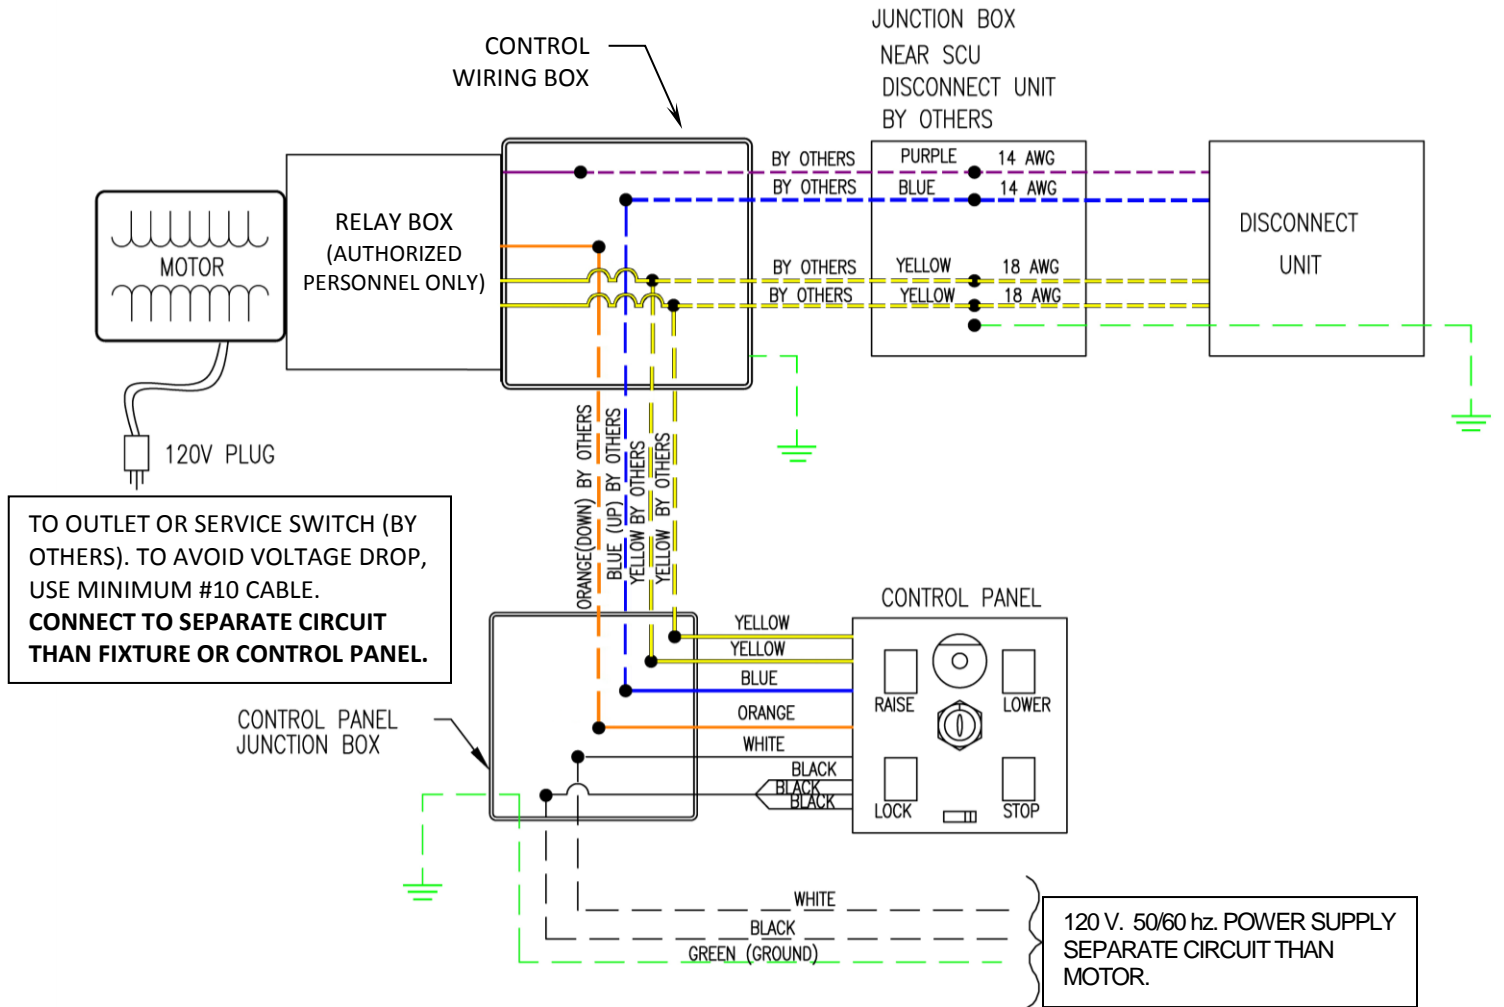 JUNCTION BOX
NEAR SCU
DISCONNECT UNIT
BY OTHERS
CONTROL
WIRING BOX
BY OTHERS
PURPLE
14 AWG
BY OTHERS
BLUE
14 AWG
RELAY BOX
(AUTHORIZED
PERSONNEL ONLY)
MOTOR
DISCONNECT
UNIT
BY OTHERS
YELLOW
18 AWG
BY OTHERS
YELLOW
18 AWG
120V PLUG
ORANGE(DOWN) BY OTHERS
BLUE (UP) BY OTHERS
YELLOW BY OTHERS
YELLOW BY OTHERS
TO OUTLET OR SERVICE SWITCH (BY
OTHERS). TO AVOID VOLTAGE DROP,
USE MINIMUM #10 CABLE.
CONNECT TO SEPARATE CIRCUIT
THAN FIXTURE OR CONTROL PANEL.
CONTROL PANEL
YELLOW
YELLOW
BLUE
ORANGE
WHITE
BLACK
BLACK
BLACK
RAISE
LOWER
LOCK
STOP
CONTROL PANEL
JUNCTION BOX
WHITE
BLACK
GREEN (GROUND)
120 V. 50/60 hz. POWER SUPPLY
SEPARATE CIRCUIT THAN
MOTOR.